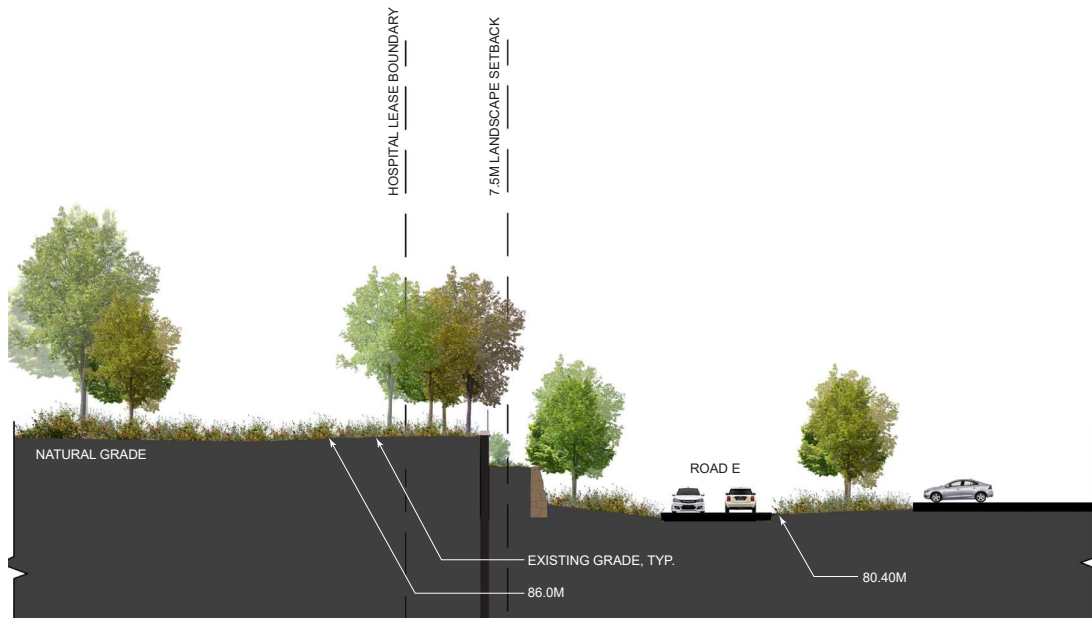 HOSPITAL LEASE BOUNDARY
7.5M LANDSCAPE SETBACK
NATURAL GRADE
ROAD E
EXISTING GRADE, TYP.
86.0M
80.40M